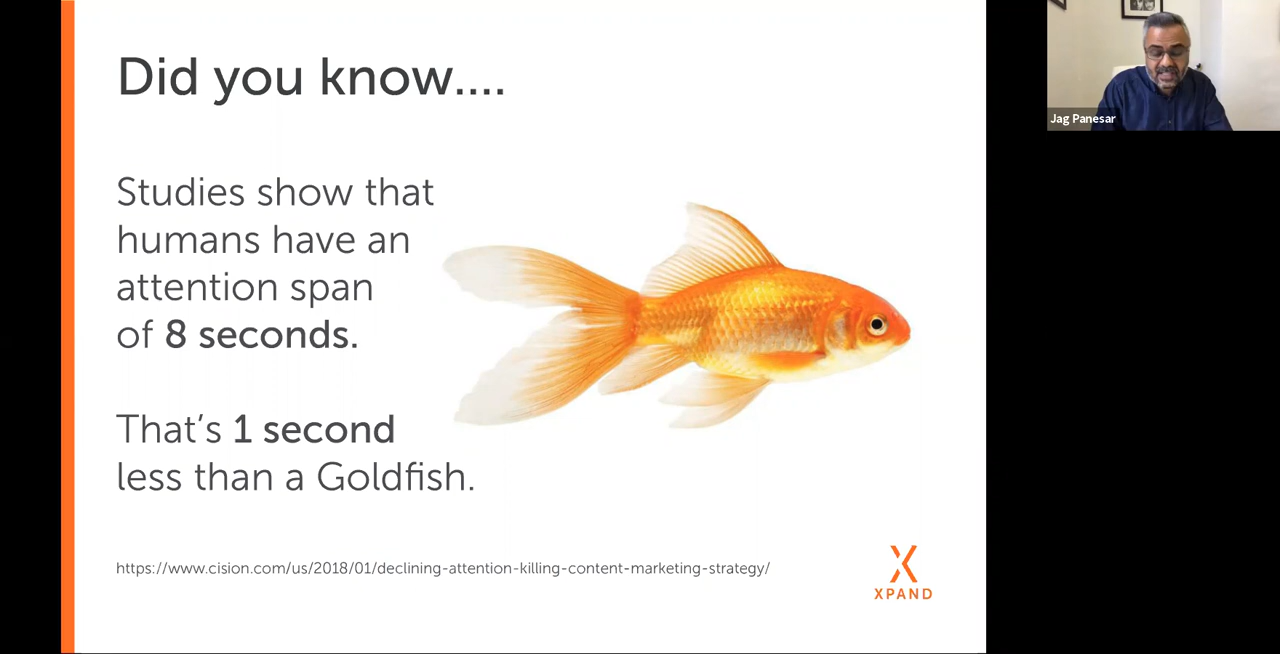 Did you know....
Studies show that
humans have an
attention span
of 8 seconds.
That’s 1 second
less than a Goldfish.
https://www.cision.com/us/2018/01/declining-attention-killing-content-marketing-strategy/
XPAND
Jag Panesar